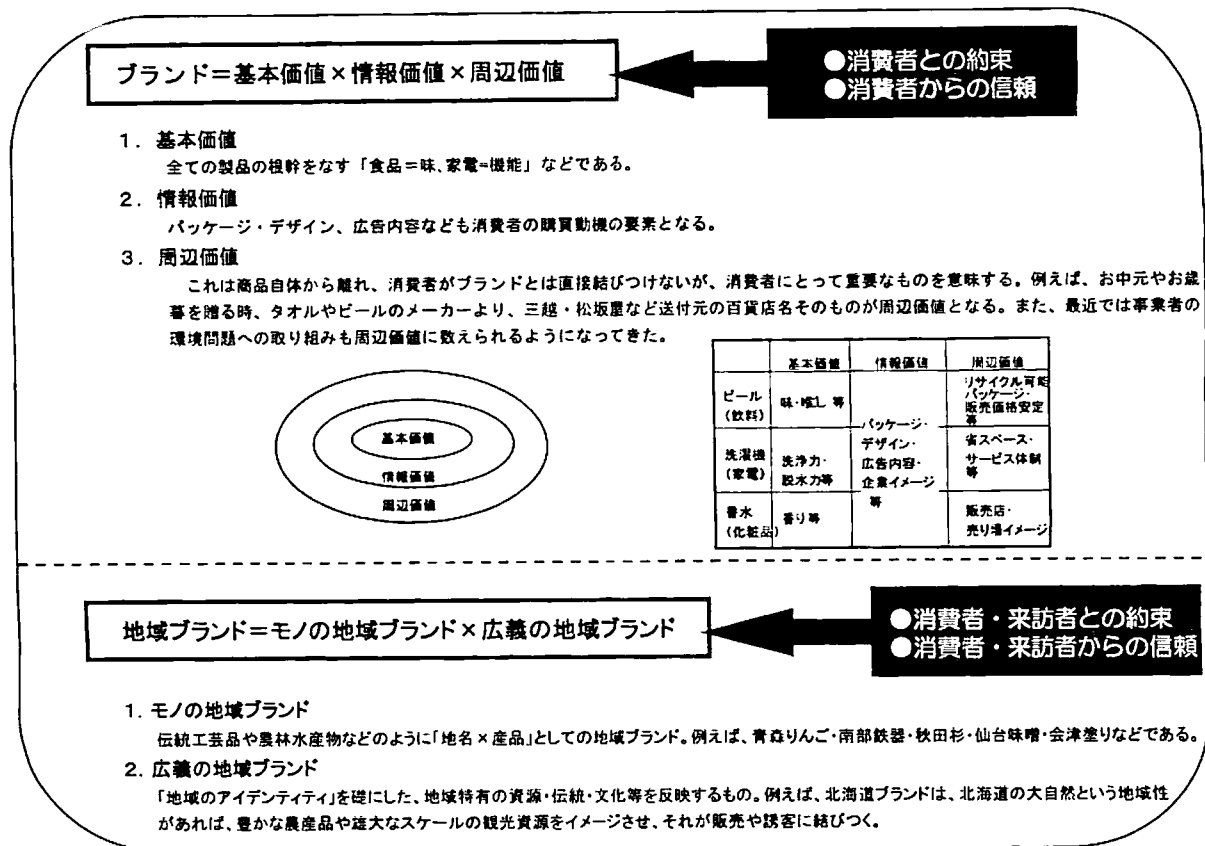 ブランド＝基本価値×情報価値×周辺価値
●消費者との約束
●消費者からの信頼
1．基本価値
全ての製品の根幹をなす「食品＝味、家電=機能」などである。
2．情報価値
パッケージ・デザイン、広告内容なども消費者の購買動機の要素となる。
3．周辺価値
これは商品自体から離れ、消費者がブランドとは直接結びつけないが、消費者にとって重要なものを意味する。例えば、お中元やお歳
暮を贈る時、タオルやビールのメーカーより、三越・松坂屋など送付元の百貨店名そのものが周辺価値となる。また、最近では事業者の
環境問題への取り組みも周辺価値に数えられるようになってきた。
基本価値
情報価値
周辺価値
基本価値 情報価値 周辺価値
ビール
（飲料）
味・喉ごし 等
リサイクル可能
パッケージ・
販売価格安定
等
パッケージ・
デザイン・
広告内容・
企業イメージ
等
洗濯機
（家電）
洗浄力・
脱水力等
省スペース・
サービス体制
等
香水
（化粧品）
香り等
販売店・
売り場イメージ
地域ブランド＝モノの地域ブランド×広義の地域ブランド
●消費者・来訪者との約束
●消費者・来訪者からの信頼
1．モノの地域ブランド
伝統工芸品や農林水産物などのように「地名×産品」としての地域ブランド。例えば、青森りんご・南部鉄器・秋田杉・仙台味噌・会津塗りなどである。
2．広義の地域ブランド
「地域のアイデンティティ」を礎にした、地域特有の資源・伝統・文化等を反映するもの。例えば、北海道ブランドは、北海道の大自然という地域性
があれば、豊かな農産品や雄大なスケールの観光資源をイメージさせ、それが販売や誘客に結びつく。